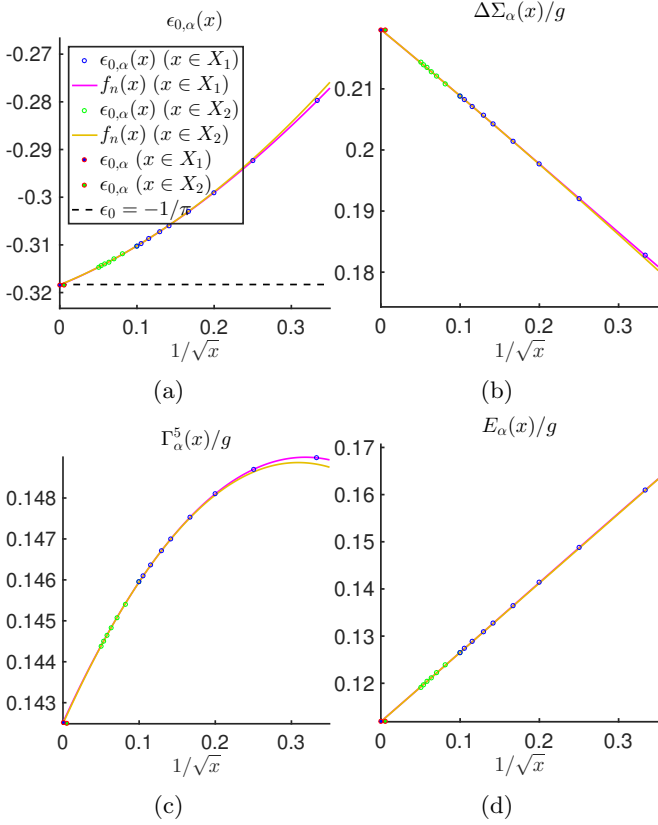 ϵ₀,α(x)
-0.27
-0.28
-0.29
-0.3
-0.31
-0.32
ϵ₀,α(x) (x ∈ X₁)
fₙ(x) (x ∈ X₁)
ϵ₀,α(x) (x ∈ X₂)
fₙ(x) (x ∈ X₂)
ϵ₀,α (x ∈ X₁)
ϵ₀,α (x ∈ X₂)
ϵ₀ = −1/π
0 0.1 0.2 0.3
1/√x
(a)
ΔΣα(x)/g
0.21
0.2
0.19
0.18
0 0.1 0.2 0.3
1/√x
(b)
Γ⁵α(x)/g
0.148
0.147
0.146
0.145
0.144
0.143
0 0.1 0.2 0.3
1/√x
(c)
Eα(x)/g
0.17
0.16
0.15
0.14
0.13
0.12
0 0.1 0.2 0.3
1/√x
(d)